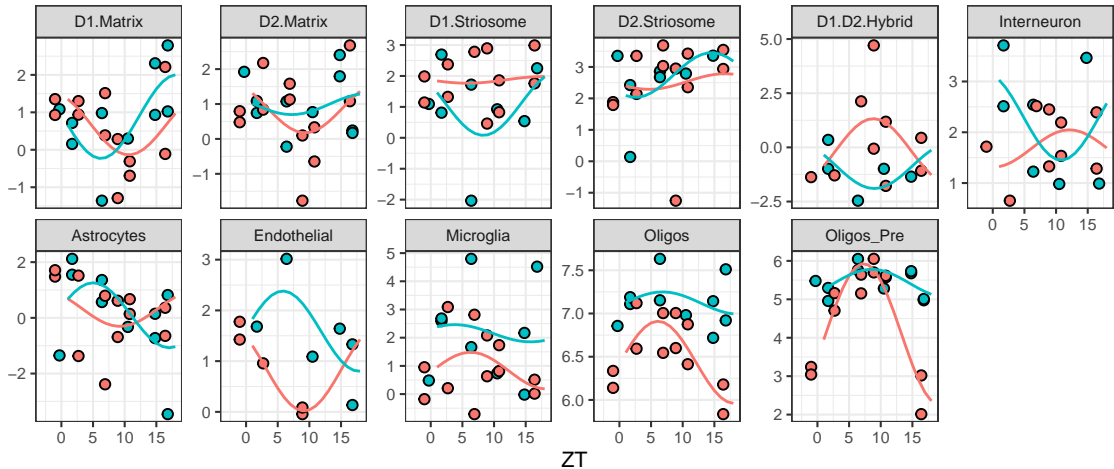 D1.Matrix D2.Matrix D1.Striosome D2.Striosome D1.D2.Hybrid Interneuron
2 1 0 −1
2 1 0 −1
3 2 1 0 −1 −2
3 2 1 0 −1
5.0 2.5 0.0 −2.5
3 2 1
0 5 10 15
Astrocytes Endothelial Microglia Oligos Oligos_Pre
2 0 −2
3 2 1 0
5 4 3 2 1 0
7.5 7.0 6.5 6.0
6 5 4 3 2
0 5 10 15 0 5 10 15 0 5 10 15 0 5 10 15 0 5 10 15
ZT